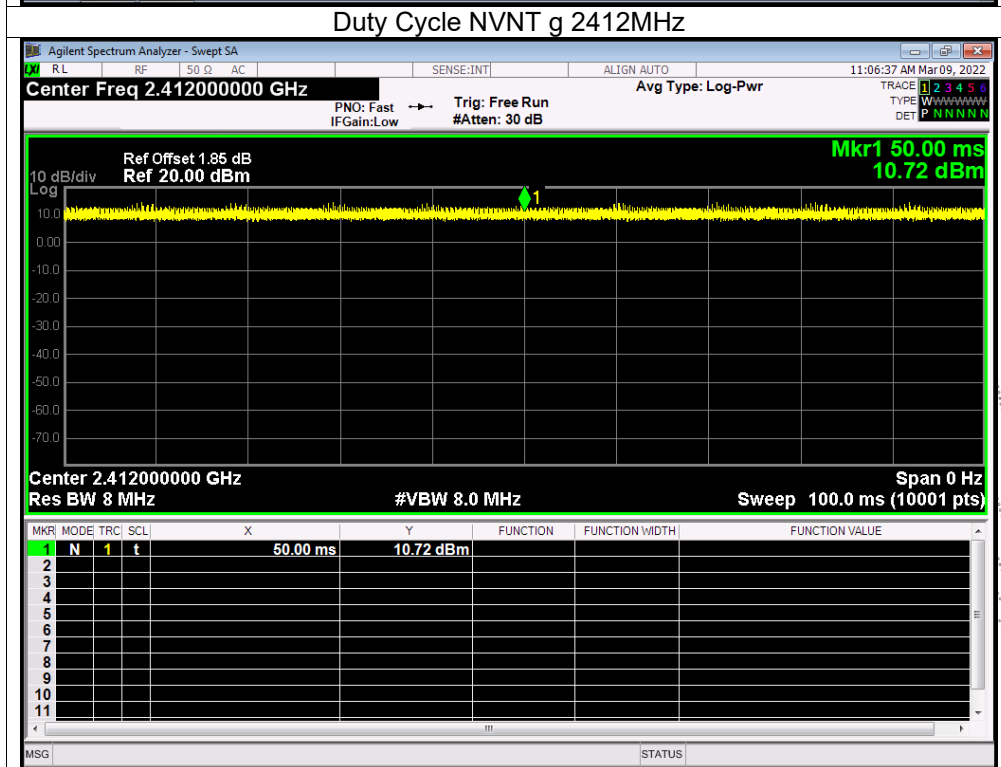 Duty Cycle NVNT g 2412MHz
Agilent Spectrum Analyzer - Swept SA
LXI RL RF 50 Ω AC SENSE:INT ALIGN AUTO 11:06:37 AM Mar 09, 2022
Center Freq 2.412000000 GHz
PNO: Fast
IFGain:Low
Trig: Free Run
#Atten: 30 dB
Avg Type: Log-Pwr
TRACE 1 2 3 4 5 6
TYPE WWWWWW
DET P N N N N N
Mkr1 50.00 ms
10.72 dBm
Ref Offset 1.85 dB
10 dB/div Ref 20.00 dBm
Log
1
10.0
0.00
-10.0
-20.0
-30.0
-40.0
-50.0
-60.0
-70.0
Center 2.412000000 GHz Span 0 Hz
Res BW 8 MHz #VBW 8.0 MHz Sweep 100.0 ms (10001 pts)
MKR MODE TRC SCL X Y FUNCTION FUNCTION WIDTH FUNCTION VALUE
1 N 1 t 50.00 ms 10.72 dBm
2
3
4
5
6
7
8
9
10
11
MSG STATUS